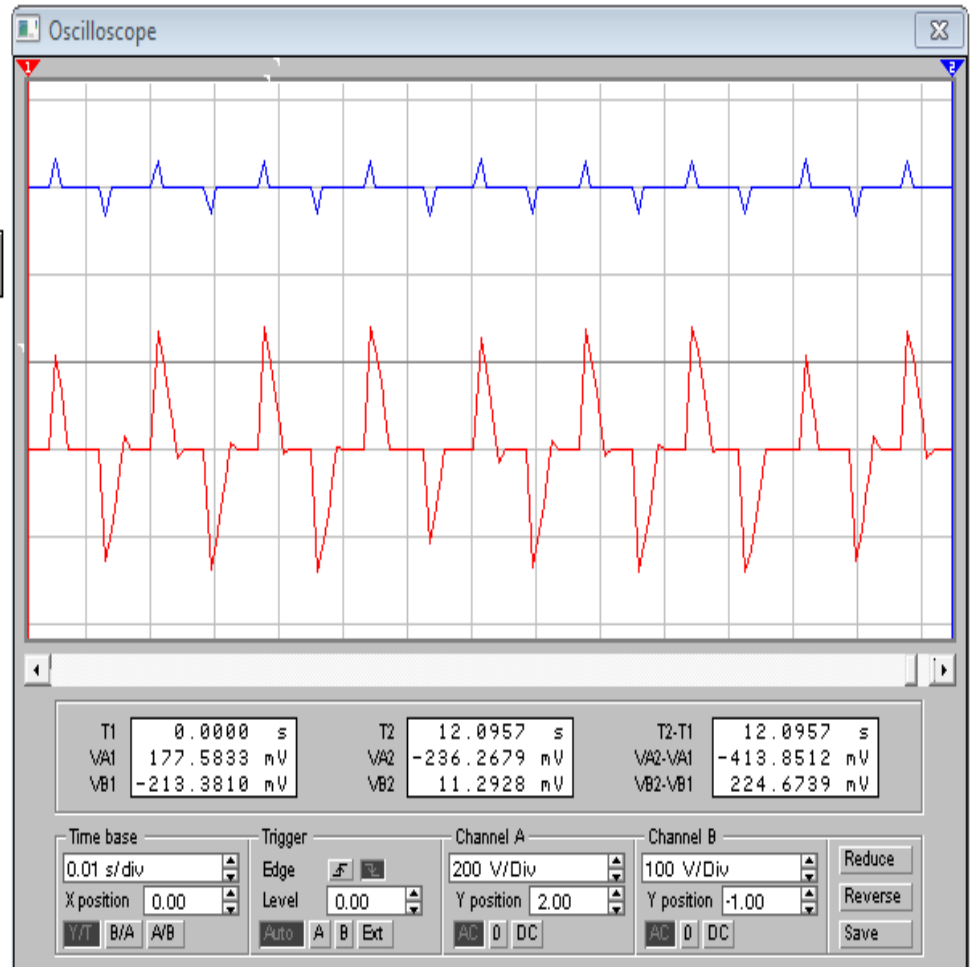 Oscilloscope
1 2
T1 0.0000 s T2 12.0957 s T2-T1 12.0957 s
VA1 177.5833 mV VA2 -236.2679 mV VA2-VA1 -413.8512 mV
VB1 -213.3810 mV VB2 11.2928 mV VB2-VB1 224.6739 mV
Time base Trigger Channel A Channel B
0.01 s/div Edge 200 V/Div 100 V/Div Reduce
X position 0.00 Level 0.00 Y position 2.00 Y position -1.00 Reverse
Y/T B/A A/B Auto A B Ext AC 0 DC AC 0 DC Save